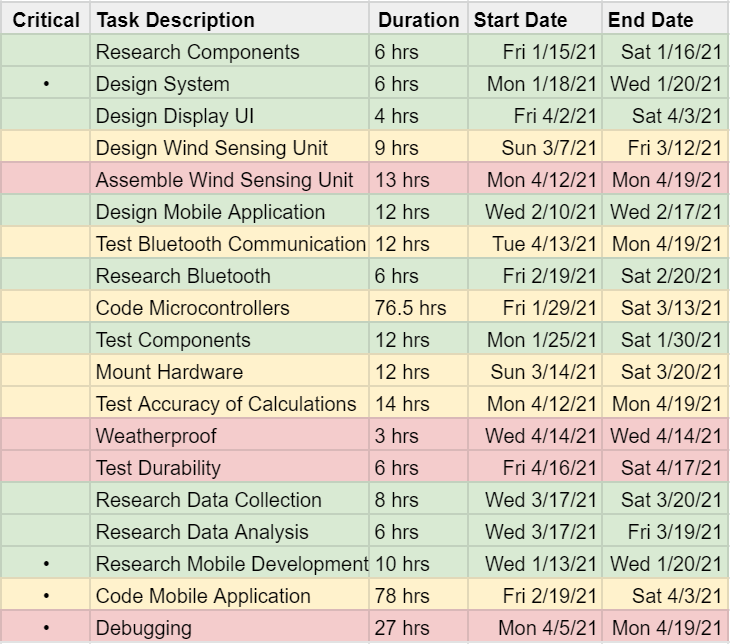 Critical Task Description Duration Start Date End Date
Research Components 6 hrs Fri 1/15/21 Sat 1/16/21
• Design System 6 hrs Mon 1/18/21 Wed 1/20/21
Design Display UI 4 hrs Fri 4/2/21 Sat 4/3/21
Design Wind Sensing Unit 9 hrs Sun 3/7/21 Fri 3/12/21
Assemble Wind Sensing Unit 13 hrs Mon 4/12/21 Mon 4/19/21
Design Mobile Application 12 hrs Wed 2/10/21 Wed 2/17/21
Test Bluetooth Communication 12 hrs Tue 4/13/21 Mon 4/19/21
Research Bluetooth 6 hrs Fri 2/19/21 Sat 2/20/21
Code Microcontrollers 76.5 hrs Fri 1/29/21 Sat 3/13/21
Test Components 12 hrs Mon 1/25/21 Sat 1/30/21
Mount Hardware 12 hrs Sun 3/14/21 Sat 3/20/21
Test Accuracy of Calculations 14 hrs Mon 4/12/21 Mon 4/19/21
Weatherproof 3 hrs Wed 4/14/21 Wed 4/14/21
Test Durability 6 hrs Fri 4/16/21 Sat 4/17/21
Research Data Collection 8 hrs Wed 3/17/21 Sat 3/20/21
Research Data Analysis 6 hrs Wed 3/17/21 Fri 3/19/21
• Research Mobile Development 10 hrs Wed 1/13/21 Wed 1/20/21
• Code Mobile Application 78 hrs Fri 2/19/21 Sat 4/3/21
• Debugging 27 hrs Mon 4/5/21 Mon 4/19/21